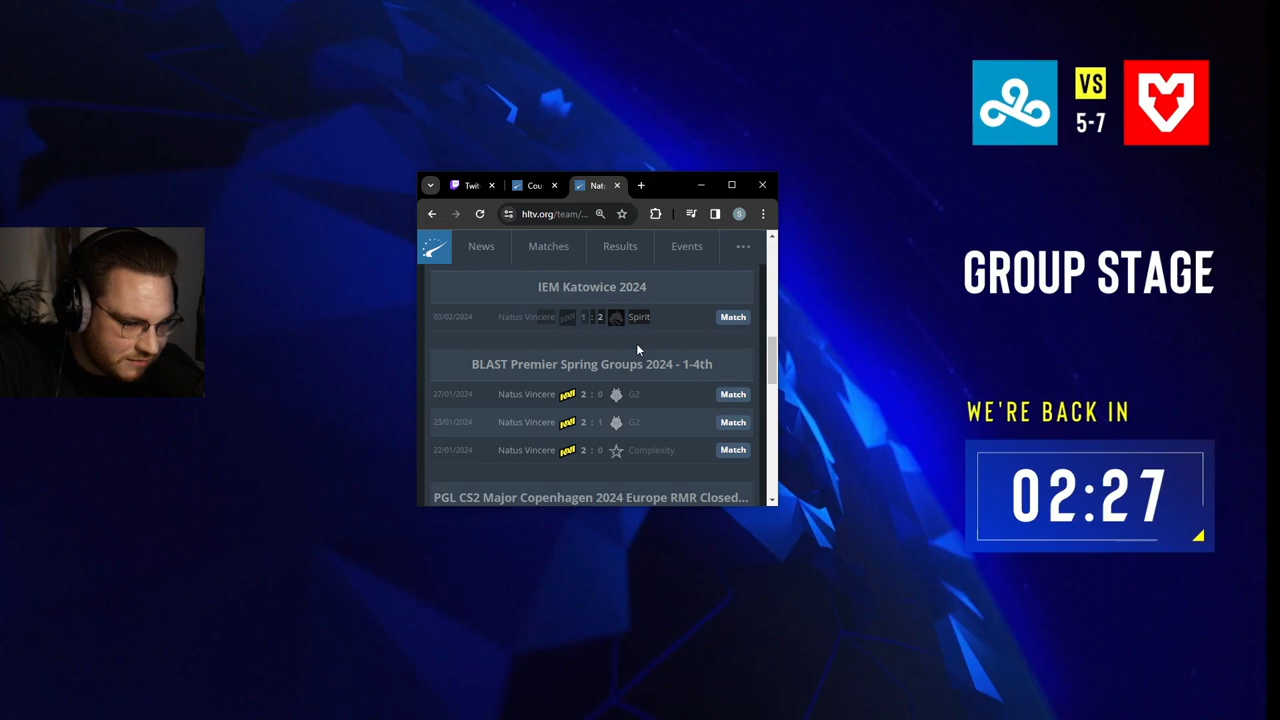 VS
5-7
Twit
Cou
Nat
hltv.org/team/...
S
News
Matches
Results
Events
IEM Katowice 2024
03/02/2024 Natus Vincere 1 : 2 Spirit Match
GROUP STAGE
BLAST Premier Spring Groups 2024 - 1-4th
27/01/2024 Natus Vincere 2 : 0 G2 Match
23/01/2024 Natus Vincere 2 : 1 G2 Match
22/01/2024 Natus Vincere 2 : 0 Complexity Match
PGL CS2 Major Copenhagen 2024 Europe RMR Closed...
WE'RE BACK IN
02:27